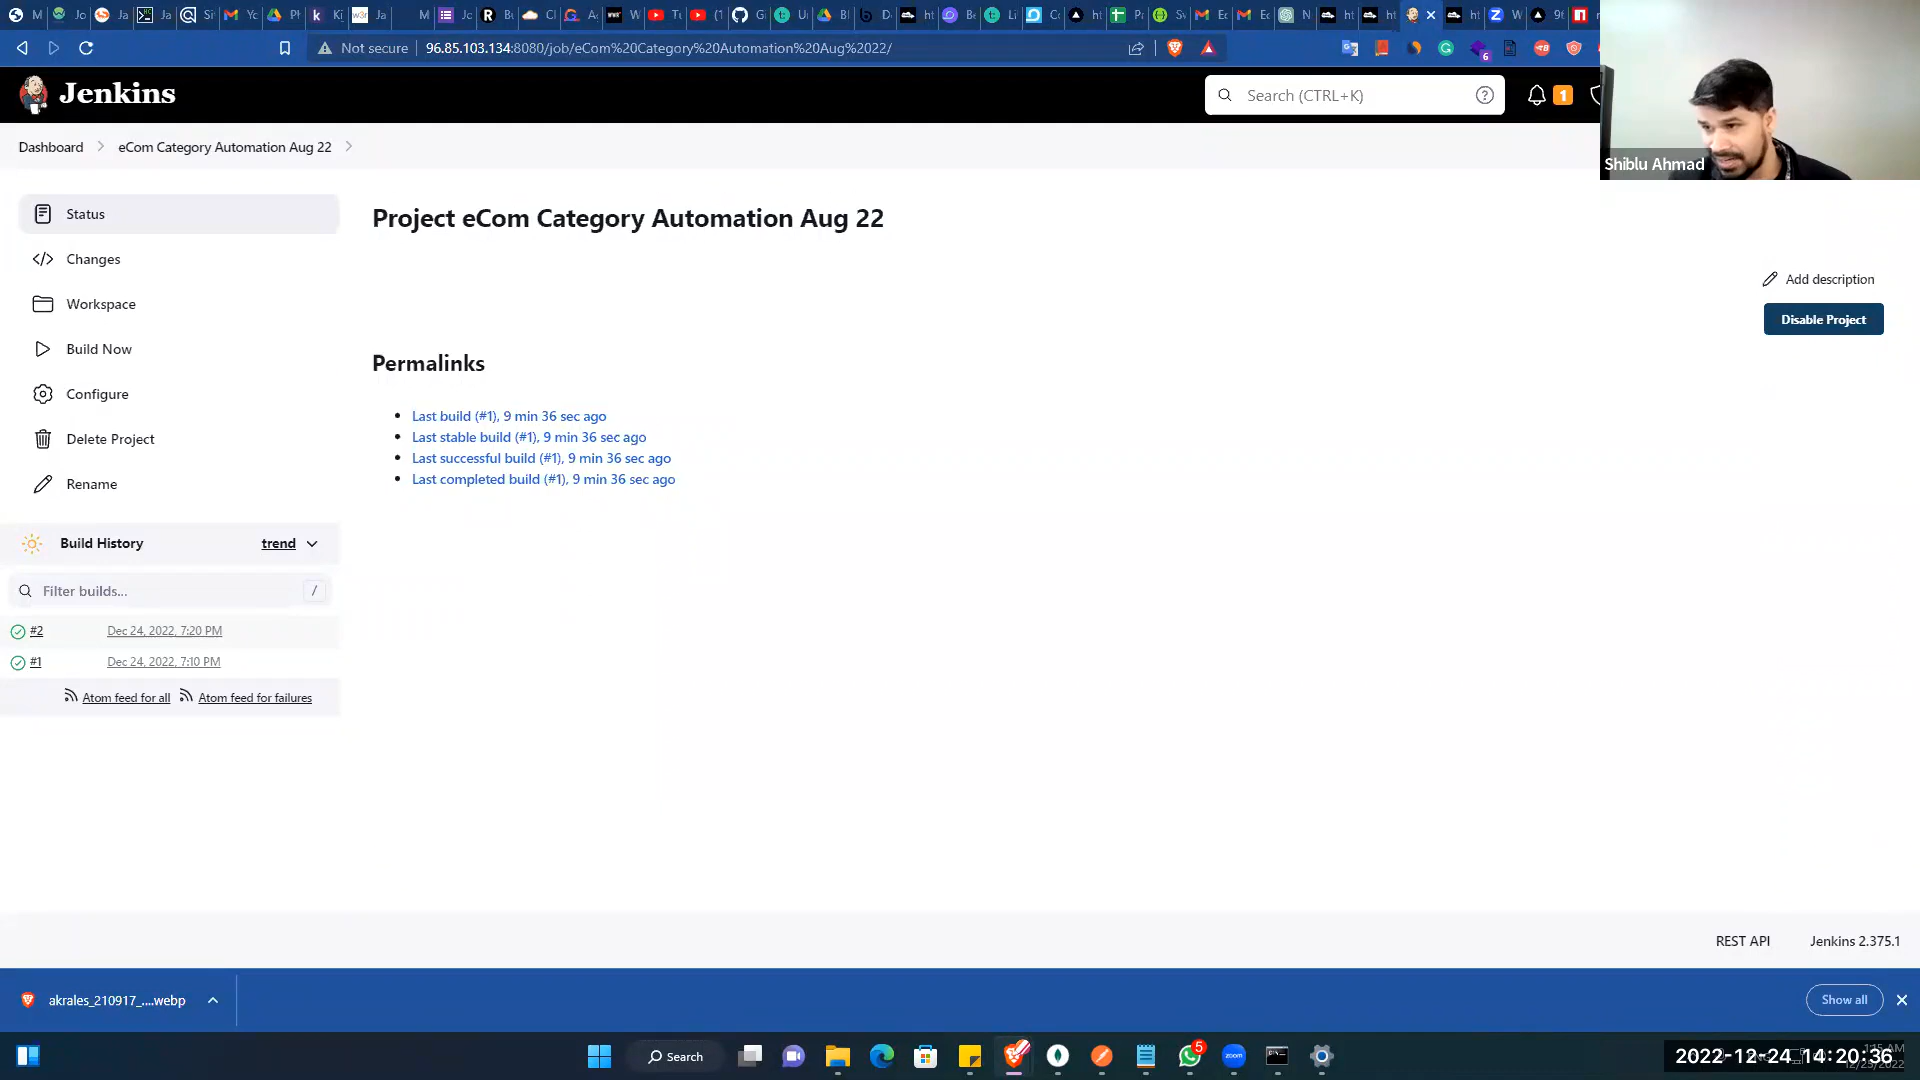 Not secure
96.85.103.134:8080/job/eCom%20Category%20Automation%20Aug%2022/
6
Jenkins
Search (CTRL+K)
1
Shiblu Ahmad
Dashboard
eCom Category Automation Aug 22
Status
Project eCom Category Automation Aug 22
Changes
Add description
Workspace
Disable Project
Build Now
Permalinks
Configure
Last build (#1), 9 min 36 sec ago
Delete Project
Last stable build (#1), 9 min 36 sec ago
Last successful build (#1), 9 min 36 sec ago
Rename
Last completed build (#1), 9 min 36 sec ago
Build History
trend
Filter builds...
/
#2
Dec 24, 2022, 7:20 PM
#1
Dec 24, 2022, 7:10 PM
Atom feed for all
Atom feed for failures
REST API
Jenkins 2.375.1
akrales_210917_....webp
Show all
Search
zoom
5
2022-12-24 14:20:36